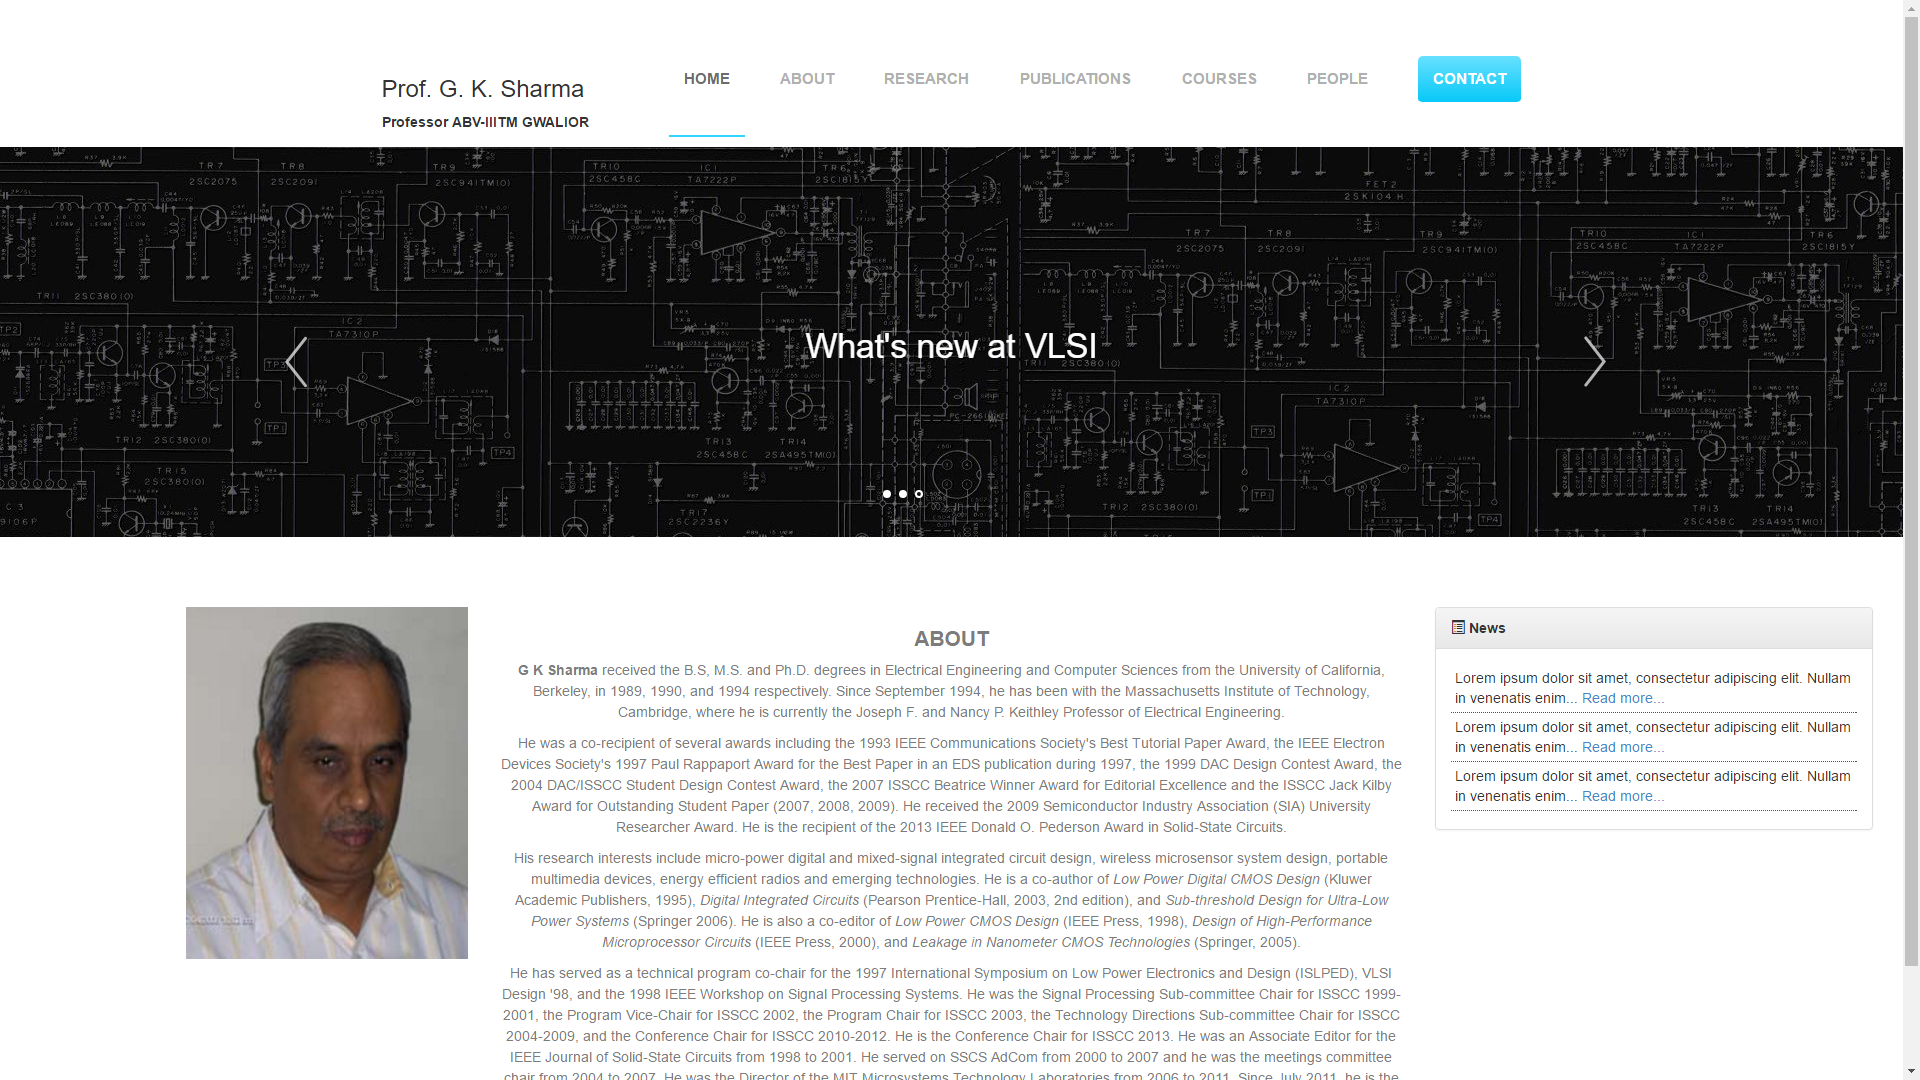 Prof. G. K. Sharma
Professor ABV-IIITM GWALIOR
HOME ABOUT RESEARCH PUBLICATIONS COURSES PEOPLE CONTACT
What's new at VLSI
ABOUT
G K Sharma received the B.S, M.S. and Ph.D. degrees in Electrical Engineering and Computer Sciences from the University of California,
Berkeley, in 1989, 1990, and 1994 respectively. Since September 1994, he has been with the Massachusetts Institute of Technology,
Cambridge, where he is currently the Joseph F. and Nancy P. Keithley Professor of Electrical Engineering.
He was a co-recipient of several awards including the 1993 IEEE Communications Society's Best Tutorial Paper Award, the IEEE Electron
Devices Society's 1997 Paul Rappaport Award for the Best Paper in an EDS publication during 1997, the 1999 DAC Design Contest Award, the
2004 DAC/ISSCC Student Design Contest Award, the 2007 ISSCC Beatrice Winner Award for Editorial Excellence and the ISSCC Jack Kilby
Award for Outstanding Student Paper (2007, 2008, 2009). He received the 2009 Semiconductor Industry Association (SIA) University
Researcher Award. He is the recipient of the 2013 IEEE Donald O. Pederson Award in Solid-State Circuits.
His research interests include micro-power digital and mixed-signal integrated circuit design, wireless microsensor system design, portable
multimedia devices, energy efficient radios and emerging technologies. He is a co-author of Low Power Digital CMOS Design (Kluwer
Academic Publishers, 1995), Digital Integrated Circuits (Pearson Prentice-Hall, 2003, 2nd edition), and Sub-threshold Design for Ultra-Low
Power Systems (Springer 2006). He is also a co-editor of Low Power CMOS Design (IEEE Press, 1998), Design of High-Performance
Microprocessor Circuits (IEEE Press, 2000), and Leakage in Nanometer CMOS Technologies (Springer, 2005).
He has served as a technical program co-chair for the 1997 International Symposium on Low Power Electronics and Design (ISLPED), VLSI
Design '98, and the 1998 IEEE Workshop on Signal Processing Systems. He was the Signal Processing Sub-committee Chair for ISSCC 1999-
2001, the Program Vice-Chair for ISSCC 2002, the Program Chair for ISSCC 2003, the Technology Directions Sub-committee Chair for ISSCC
2004-2009, and the Conference Chair for ISSCC 2010-2012. He is the Conference Chair for ISSCC 2013. He was an Associate Editor for the
IEEE Journal of Solid-State Circuits from 1998 to 2001. He served on SSCS AdCom from 2000 to 2007 and he was the meetings committee
chair from 2004 to 2007. He was the Director of the MIT Microsystems Technology Laboratories from 2006 to 2011. Since July 2011, he is the
News
Lorem ipsum dolor sit amet, consectetur adipiscing elit. Nullam
in venenatis enim... Read more...
Lorem ipsum dolor sit amet, consectetur adipiscing elit. Nullam
in venenatis enim... Read more...
Lorem ipsum dolor sit amet, consectetur adipiscing elit. Nullam
in venenatis enim... Read more...